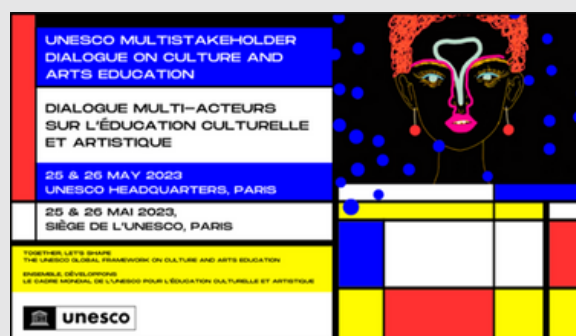 UNESCO MULTISTAKEHOLDER
DIALOGUE ON CULTURE AND
ARTS EDUCATION
DIALOGUE MULTI-ACTEURS
SUR L'ÉDUCATION CULTURELLE
ET ARTISTIQUE
25 & 26 MAY 2023
UNESCO HEADQUARTERS, PARIS
25 & 26 MAI 2023,
SIÈGE DE L'UNESCO, PARIS
TOGETHER, LET'S SHAPE
THE UNESCO GLOBAL FRAMEWORK ON CULTURE AND ARTS EDUCATION
ENSEMBLE, DÉVELOPPONS
LE CADRE MONDIAL DE L'UNESCO POUR L'ÉDUCATION CULTURELLE ET ARTISTIQUE
unesco